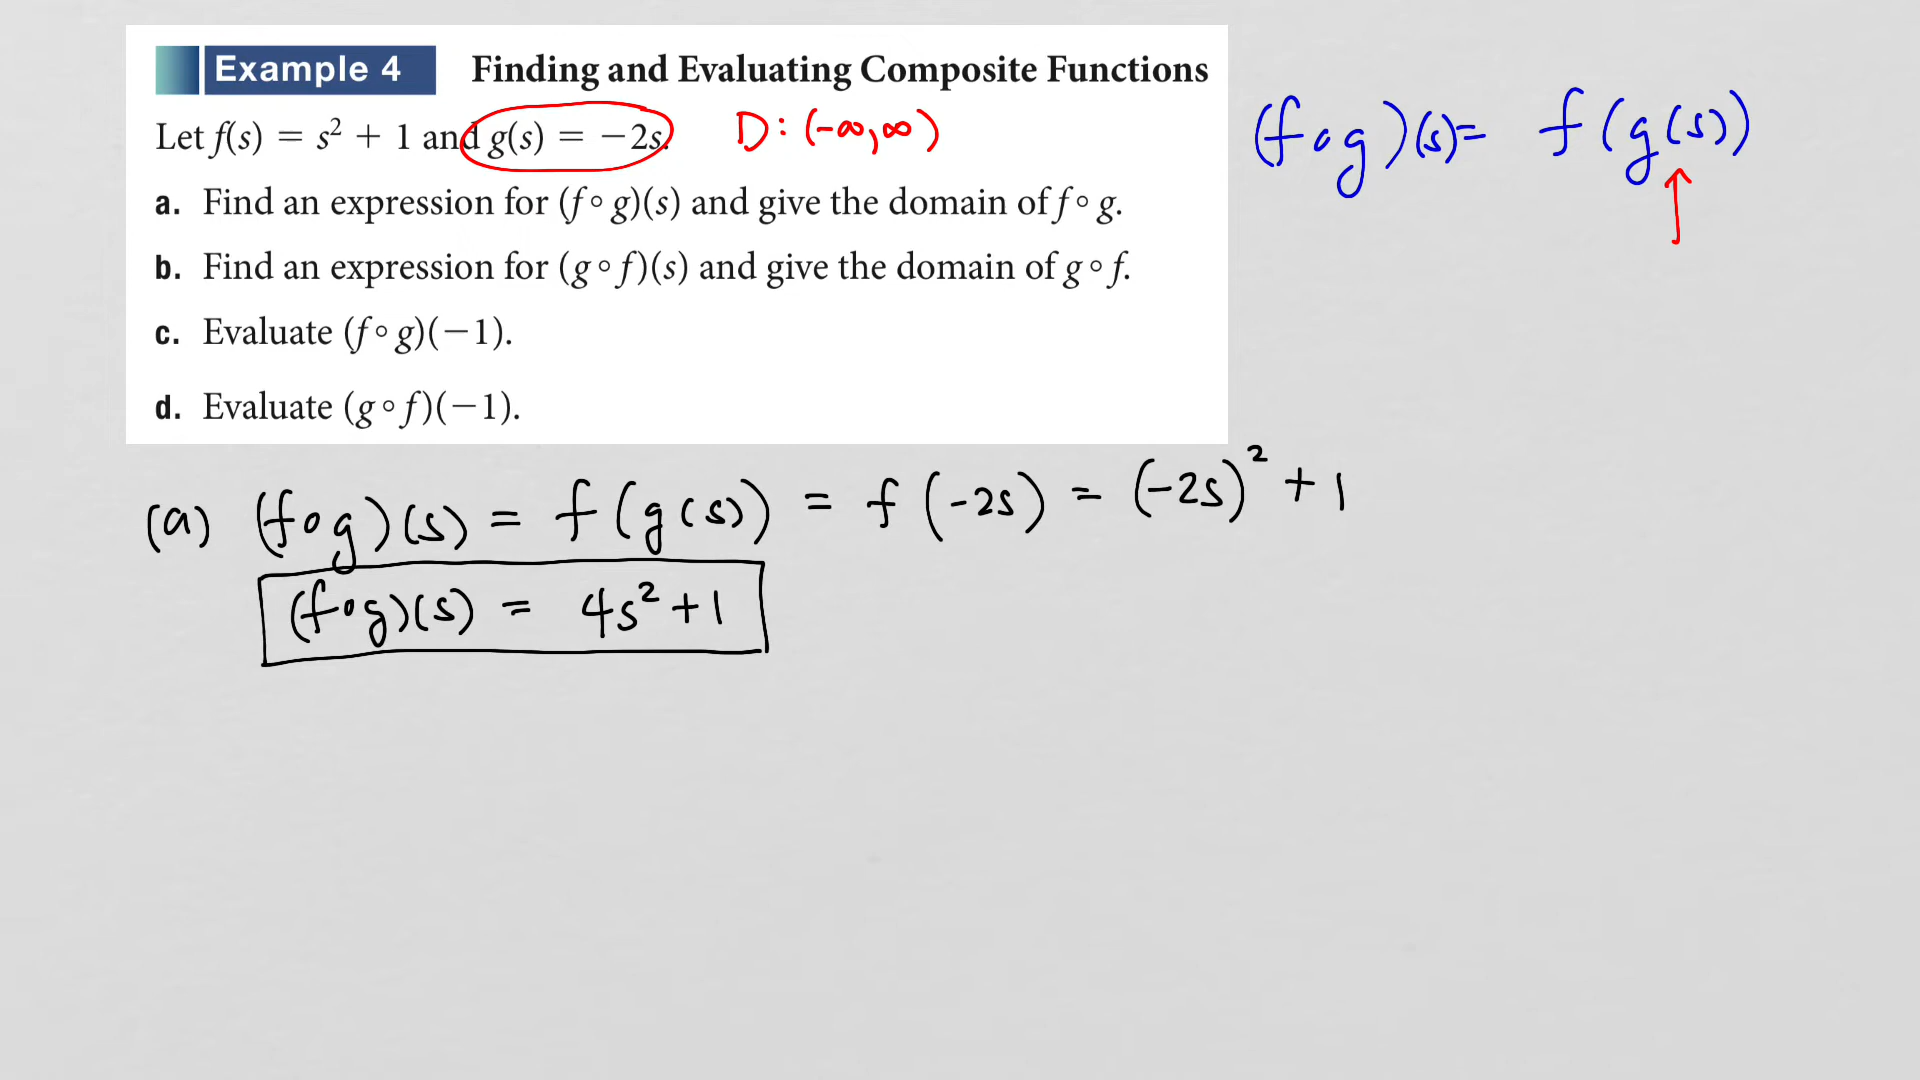 Example 4 Finding and Evaluating Composite Functions
Let f(s) = s² + 1 and g(s) = −2s. D: (-∞,∞)
(f∘g)(s) = f(g(s))
a. Find an expression for (f ∘ g)(s) and give the domain of f ∘ g.
b. Find an expression for (g ∘ f)(s) and give the domain of g ∘ f.
c. Evaluate (f ∘ g)(−1).
d. Evaluate (g ∘ f)(−1).
(a) (f∘g)(s) = f(g(s)) = f(-2s) = (-2s)² + 1
(f∘g)(s) = 4s² + 1